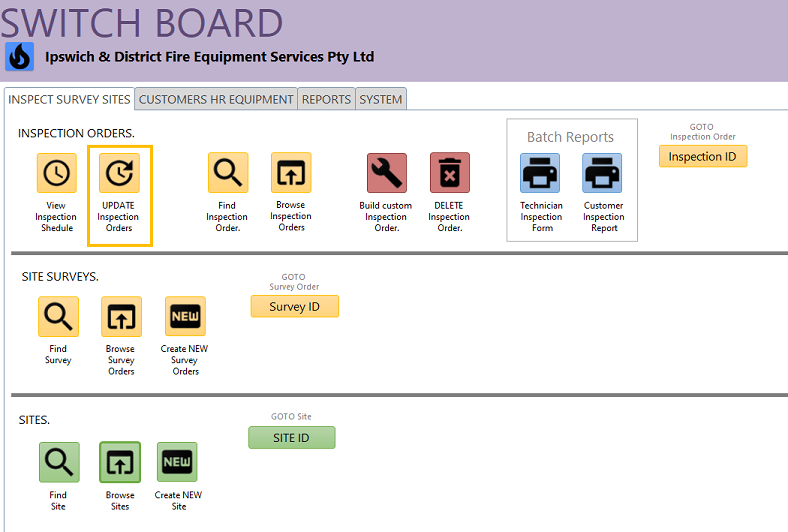 SWITCH BOARD
Ipswich & District Fire Equipment Services Pty Ltd
INSPECT SURVEY SITES
CUSTOMERS HR EQUIPMENT
REPORTS
SYSTEM
INSPECTION ORDERS.
View
Inspection
Shedule
UPDATE
Inspection
Orders
Find
Inspection
Order.
Browse
Inspection
Orders
Build custom
Inspection
Order.
DELETE
Inspection
Order.
Batch Reports
Technician
Inspection
Form
Customer
Inspection
Report
GOTO
Inspection Order
Inspection ID
SITE SURVEYS.
Find
Survey
Browse
Survey
Orders
NEW
Create NEW
Survey
Orders
GOTO
Survey Order
Survey ID
SITES.
Find
Site
Browse
Sites
NEW
Create NEW
Site
GOTO Site
SITE ID